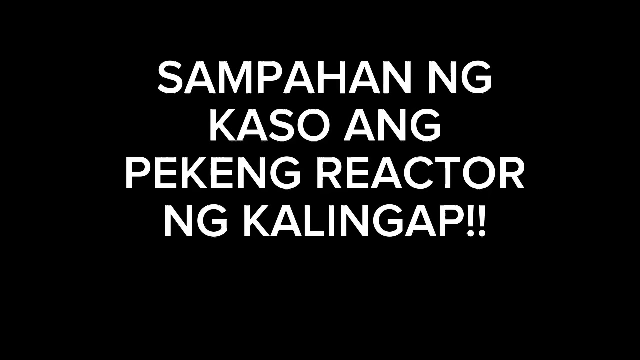 SAMPAHAN NG
KASO ANG
PEKENG REACTOR
NG KALINGAP!!